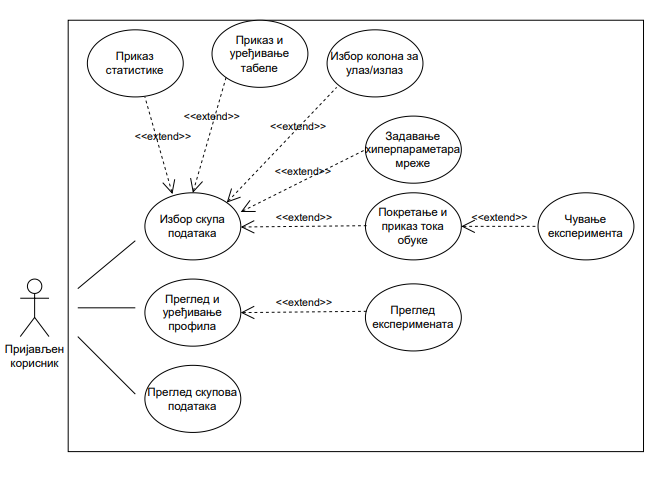 Приказ
статистике
Приказ и
уређивање
табеле
Избор колона за
улаз/излаз
<<extend>>
<<extend>>
<<extend>>
Задавање
хиперпараметара
мреже
<<extend>>
Избор скупа
података
<<extend>>
Покретање и
приказ тока
обуке
<<extend>>
Чување
експеримента
Преглед и
уређивање
профила
<<extend>>
Преглед
експеримената
Пријављен
корисник
Преглед скупова
података